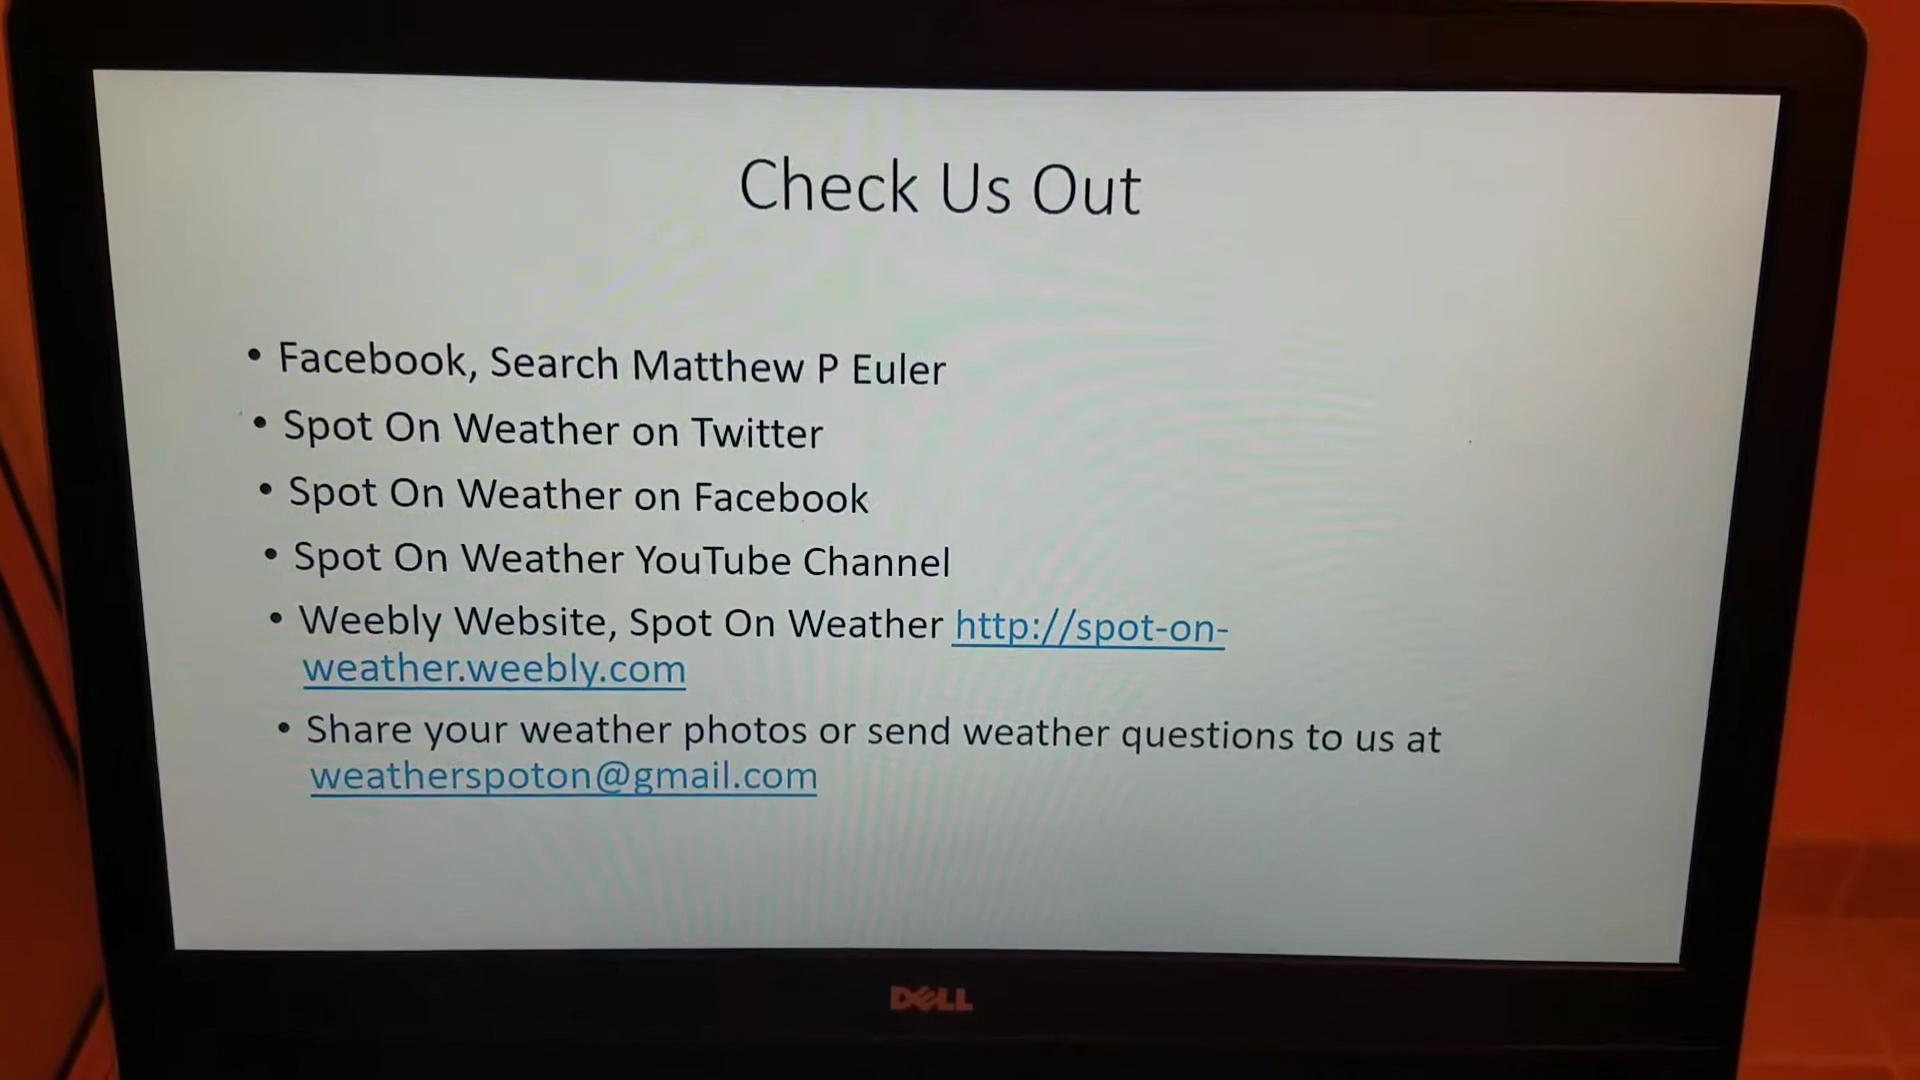 Check Us Out
• Facebook, Search Matthew P Euler
• Spot On Weather on Twitter
• Spot On Weather on Facebook
• Spot On Weather YouTube Channel
• Weebly Website, Spot On Weather http://spot-on-
weather.weebly.com
• Share your weather photos or send weather questions to us at
weatherspoton@gmail.com
DELL